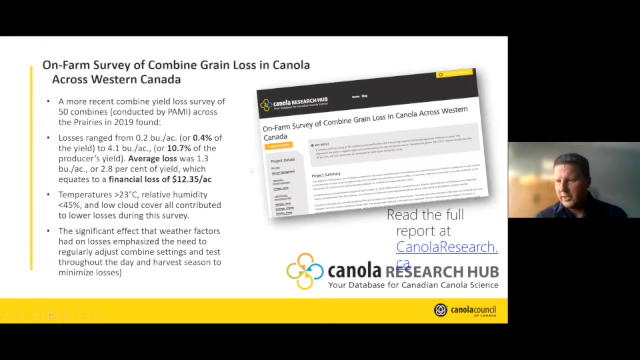 On-Farm Survey of Combine Grain Loss in Canola
Across Western Canada
• A more recent combine yield loss survey of
50 combines (conducted by PAMI) across
the Prairies in 2019 found:
• Losses ranged from 0.2 bu./ac. (or 0.4% of
the yield) to 4.1 bu./ac., (or 10.7% of the
producer's yield). Average loss was 1.3
bu./ac., or 2.8 per cent of yield, which
equates to a financial loss of $12.35/ac
• Temperatures >23°C, relative humidity
<45%, and low cloud cover all contributed
to lower losses during this survey.
• The significant effect that weather factors
had on losses emphasized the need to
regularly adjust combine settings and test
throughout the day and harvest season to
minimize losses)
canola RESEARCH HUB
Your Database for Canadian Canola Science
On-Farm Survey of Combine Grain Loss in Canola Across Western
Canada
Project Details
Project Summary
Read the full
report at
CanolaResearch.
ca
canola RESEARCH HUB
Your Database for Canadian Canola Science
canolacouncil
OF CANADA